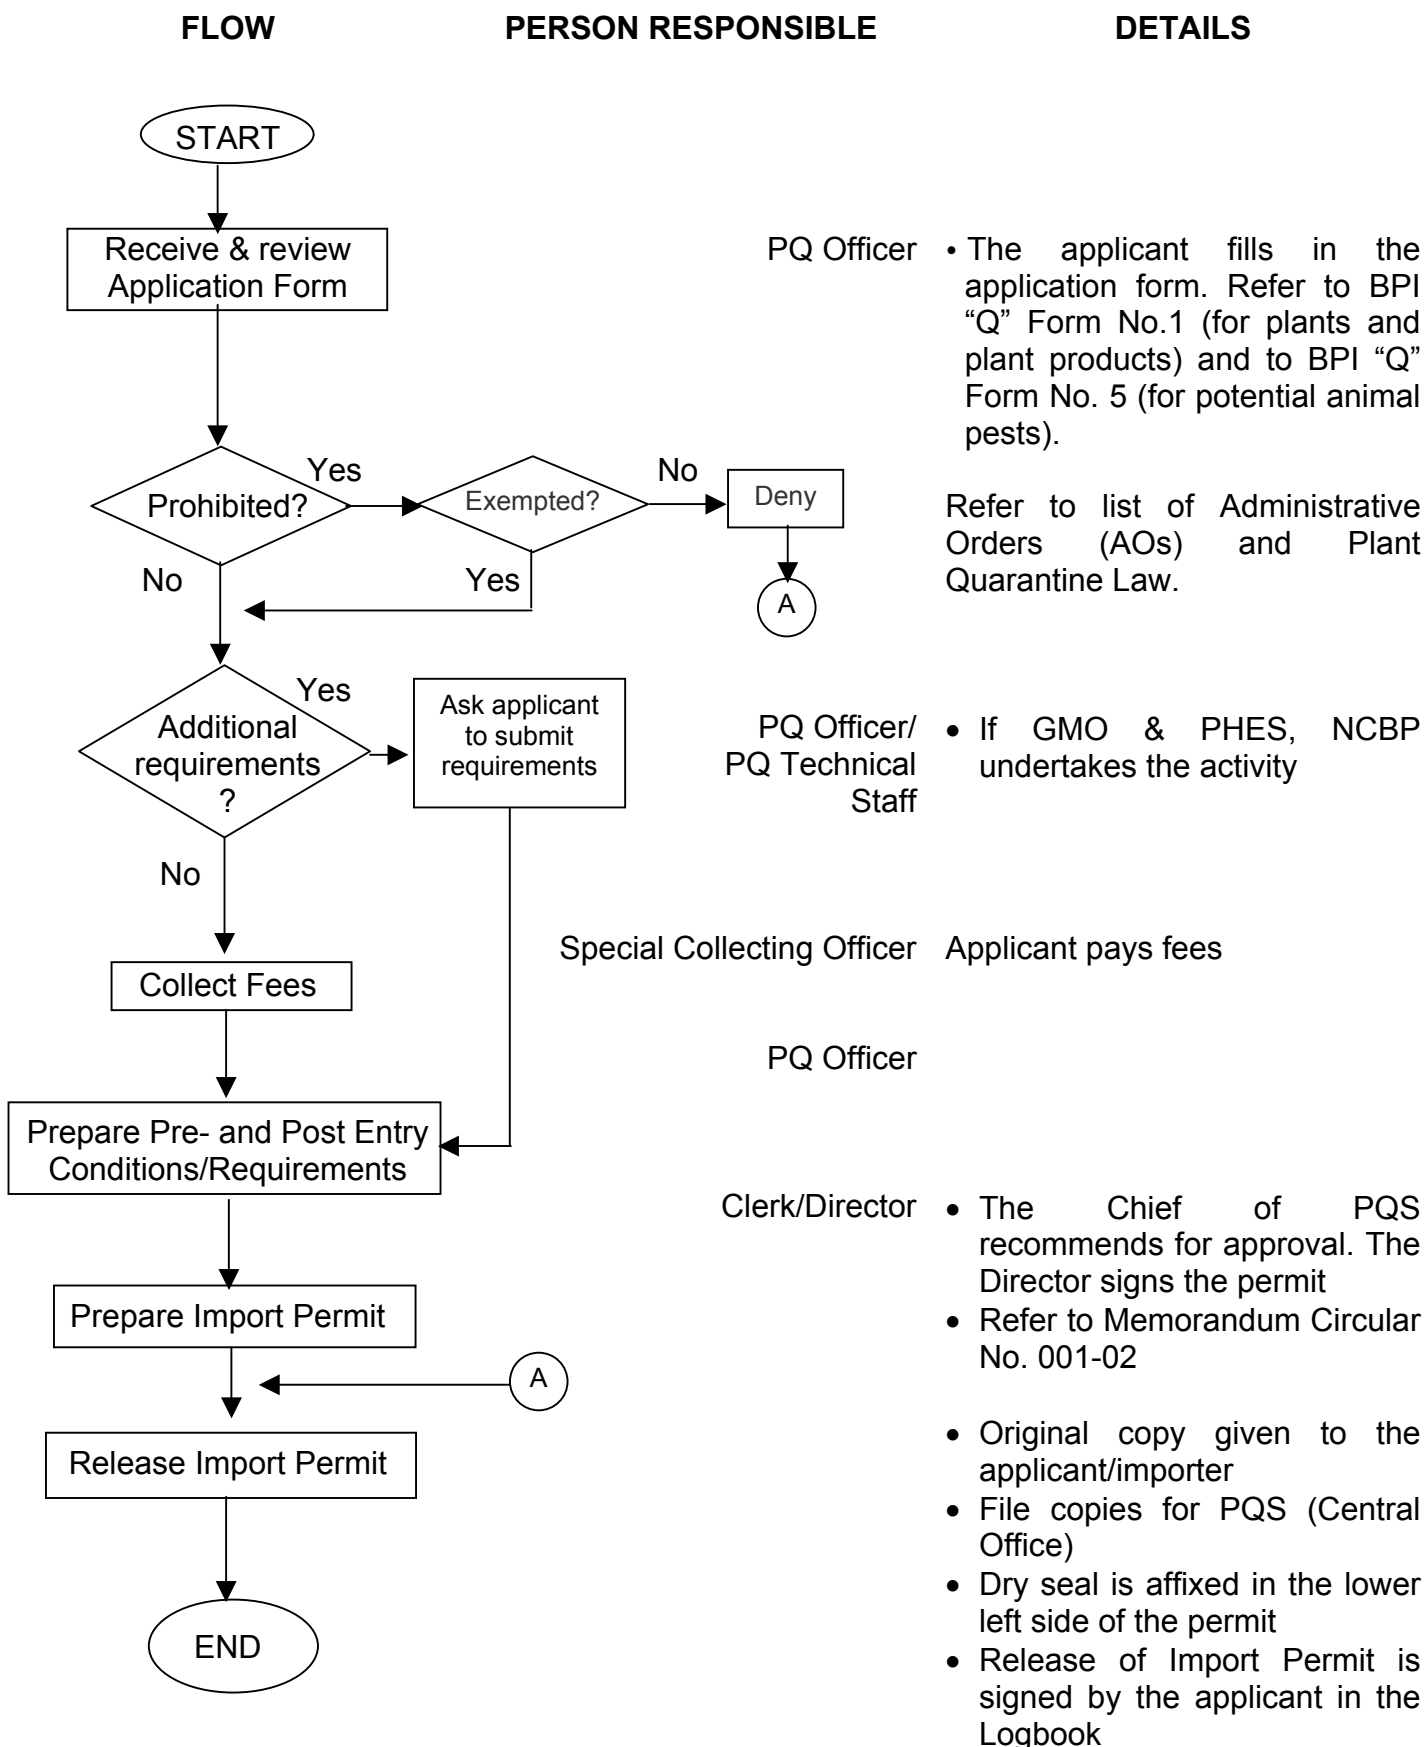 FLOW PERSON RESPONSIBLE DETAILS
START
Receive & review
Application Form
PQ Officer
• The applicant fills in the
application form. Refer to BPI
“Q” Form No.1 (for plants and
plant products) and to BPI “Q”
Form No. 5 (for potential animal
pests).
Prohibited?
Yes
Exempted?
No
Deny
Refer to list of Administrative
Orders (AOs) and Plant
Quarantine Law.
No
Yes
A
Additional
requirements
?
Yes
Ask applicant
to submit
requirements
PQ Officer/
PQ Technical
Staff
• If GMO & PHES, NCBP
undertakes the activity
No
Collect Fees
Special Collecting Officer
Applicant pays fees
PQ Officer
Prepare Pre- and Post Entry
Conditions/Requirements
Clerk/Director
• The Chief of PQS
recommends for approval. The
Director signs the permit
• Refer to Memorandum Circular
No. 001-02
Prepare Import Permit
A
Release Import Permit
• Original copy given to the
applicant/importer
• File copies for PQS (Central
Office)
• Dry seal is affixed in the lower
left side of the permit
• Release of Import Permit is
signed by the applicant in the
Logbook
END